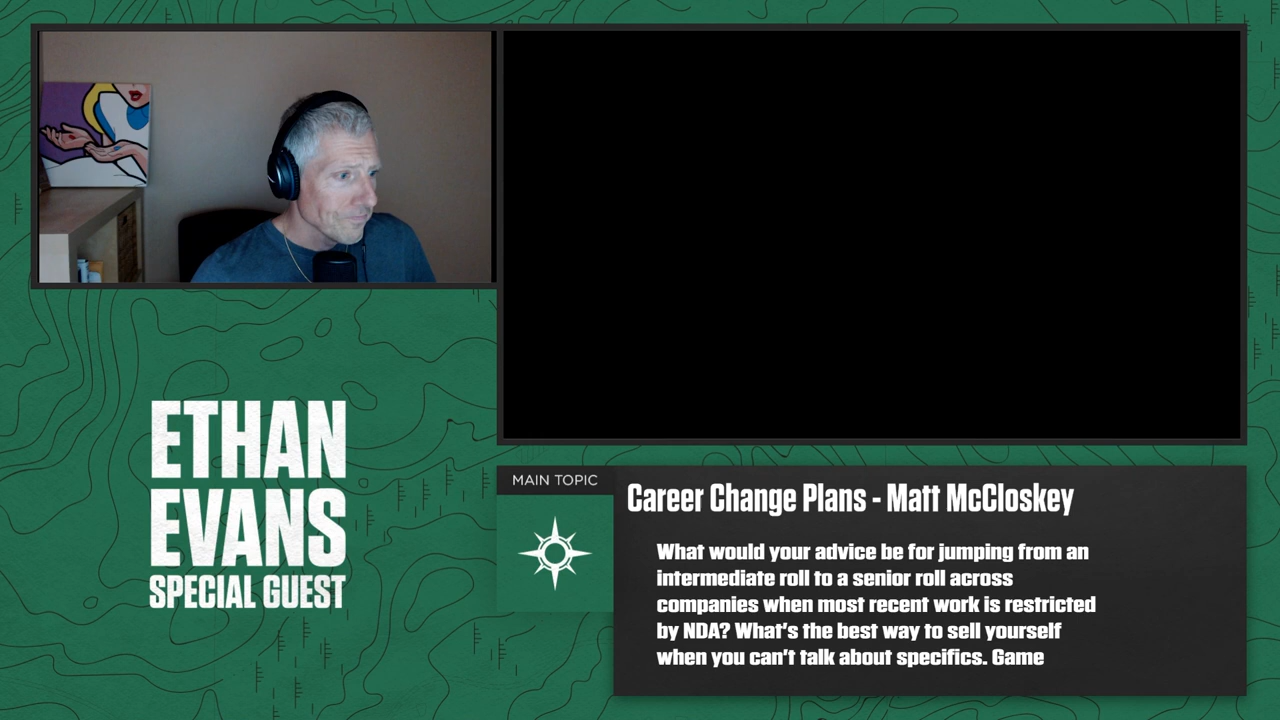 ETHAN
EVANS
SPECIAL GUEST
MAIN TOPIC
Career Change Plans - Matt McCloskey
What would your advice be for jumping from an
intermediate roll to a senior roll across
companies when most recent work is restricted
by NDA? What's the best way to sell yourself
when you can't talk about specifics. Game